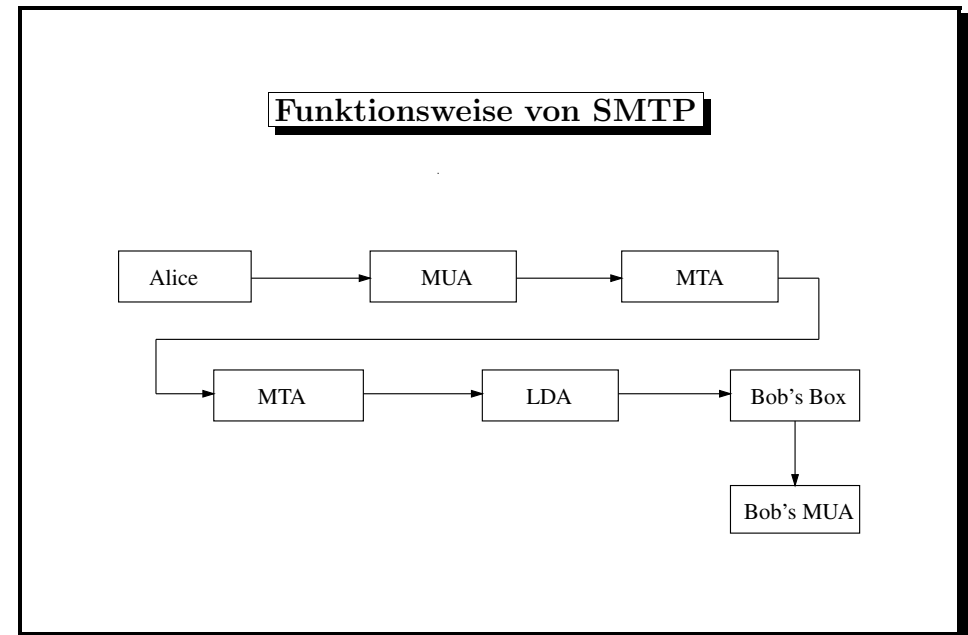 Funktionsweise von SMTP
Alice
MUA
MTA
MTA
LDA
Bob's Box
Bob's MUA